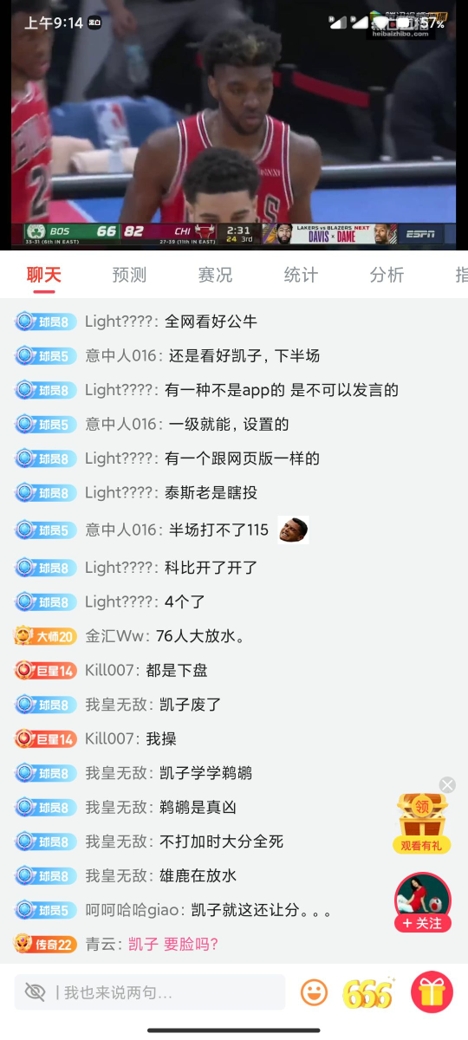 上午9:14
57%
heibaizhibo.com
BOS 66 82 CHI 2:31
24 3rd
LAKERS vs BLAZERS NEXT
DAVIS DAME
ESPN
聊天 预测 赛况 统计 分析 指
球员8 Light????: 全网看好公牛
球员5 意中人016: 还是看好凯子，下半场
球员8 Light????: 有一种不是app的 是不可以发言的
球员5 意中人016: 一级就能，设置的
球员8 Light????: 有一个跟网页版一样的
球员8 Light????: 泰斯老是瞎投
球员5 意中人016: 半场打不了115
球员8 Light????: 科比开了开了
球员8 Light????: 4个了
大师20 金汇Ww: 76人大放水。
巨星14 Kill007: 都是下盘
球员8 我皇无敌: 凯子废了
巨星14 Kill007: 我操
球员8 我皇无敌: 凯子学学鹈鹕
球员8 我皇无敌: 鹈鹕是真凶
球员8 我皇无敌: 不打加时大分全死
球员8 我皇无敌: 雄鹿在放水
球员5 呵呵哈哈giao: 凯子就这还让分。。。
传奇22 青云: 凯子 要脸吗?
领
观看有礼
+ 关注
我也来说两句...
666